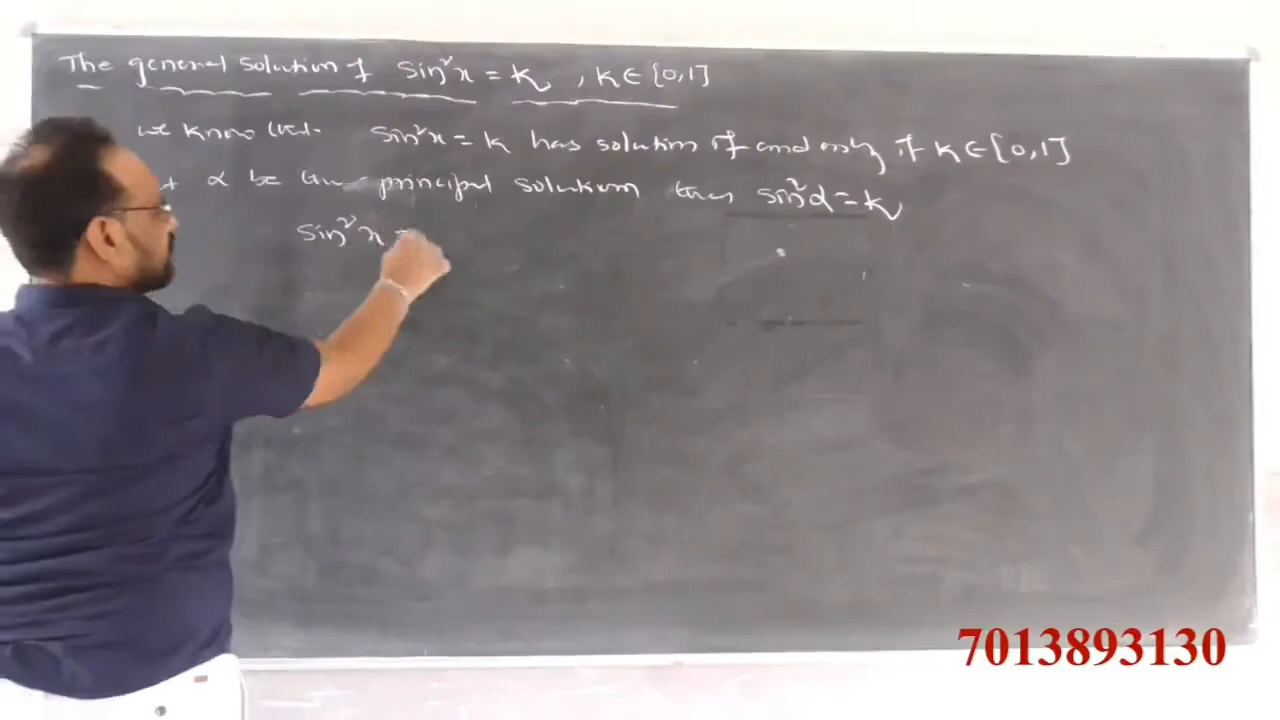 The general solution of sin²x = k, k ∈ [0,1]
we know that sin²x = k has solution if and only if k ∈ [0,1]
α be the principal solution then sin²α = k
sin²x =
7013893130